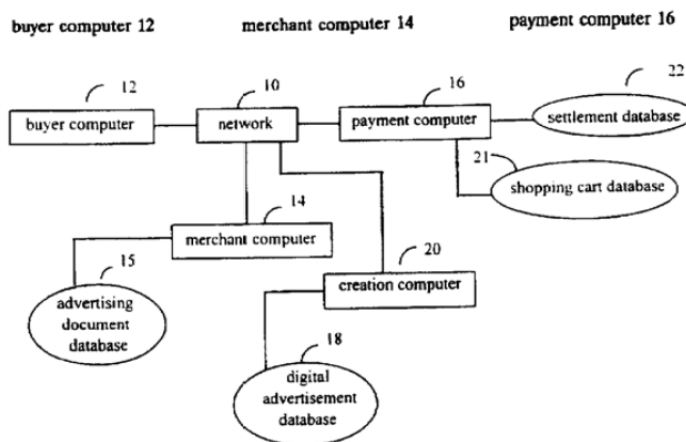 buyer computer 12 merchant computer 14 payment computer 16
12 10 16 22
buyer computer network payment computer settlement database
21
shopping cart database
14
merchant computer
15 20
advertising
document
database
creation computer
18
digital
advertisement
database